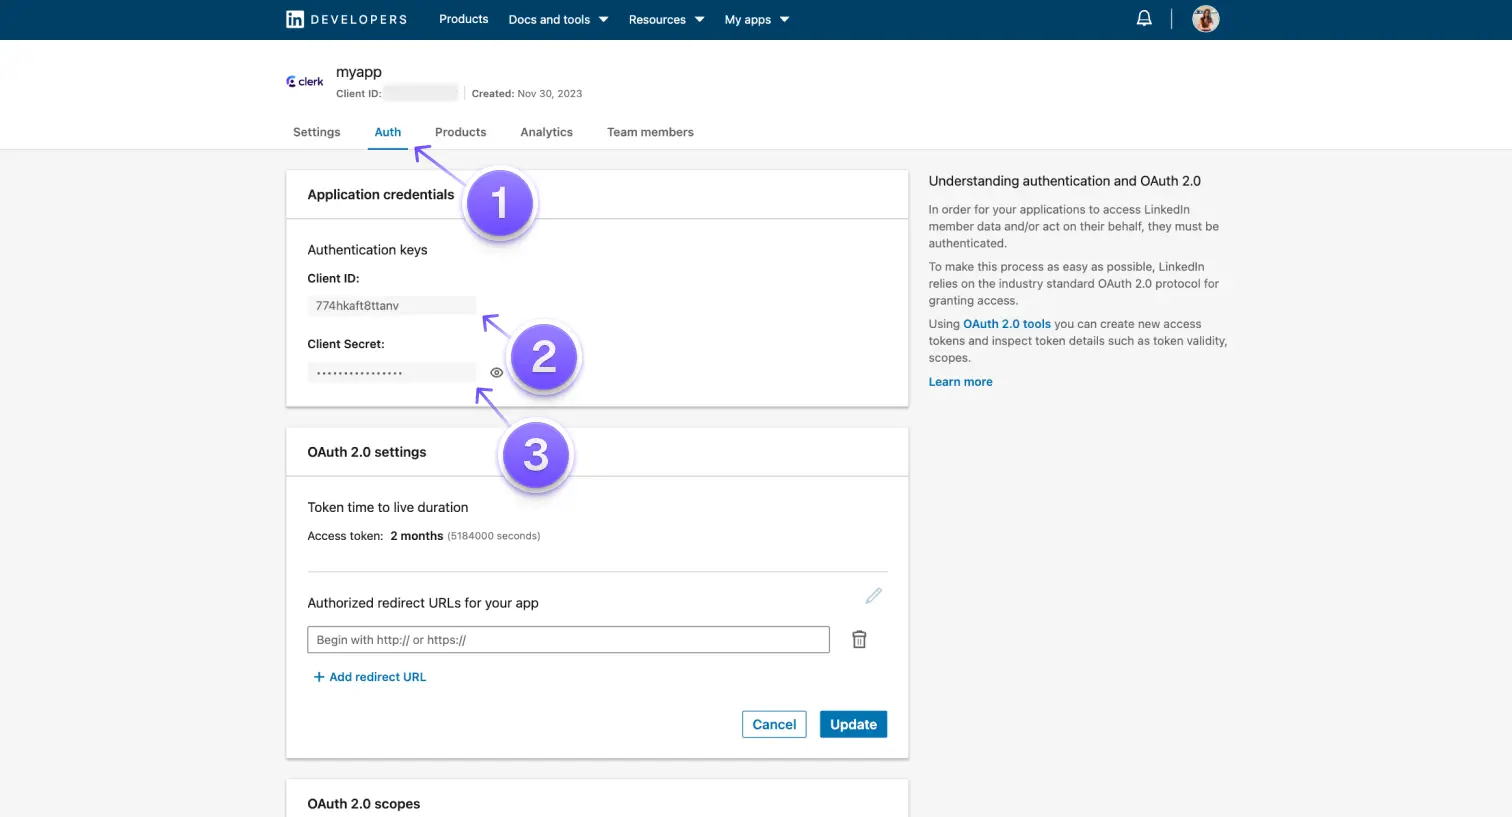 in DEVELOPERS Products Docs and tools Resources My apps
clerk
myapp
Client ID: Created: Nov 30, 2023
Settings Auth Products Analytics Team members
1
Application credentials
Authentication keys
Client ID:
774hkaft8ttanv
2
Client Secret:
••••••••••••••••
3
OAuth 2.0 settings
Token time to live duration
Access token: 2 months (5184000 seconds)
Authorized redirect URLs for your app
Begin with http:// or https://
+ Add redirect URL
Cancel Update
OAuth 2.0 scopes
Understanding authentication and OAuth 2.0
In order for your applications to access LinkedIn
member data and/or act on their behalf, they must be
authenticated.
To make this process as easy as possible, LinkedIn
relies on the industry standard OAuth 2.0 protocol for
granting access.
Using OAuth 2.0 tools you can create new access
tokens and inspect token details such as token validity,
scopes.
Learn more